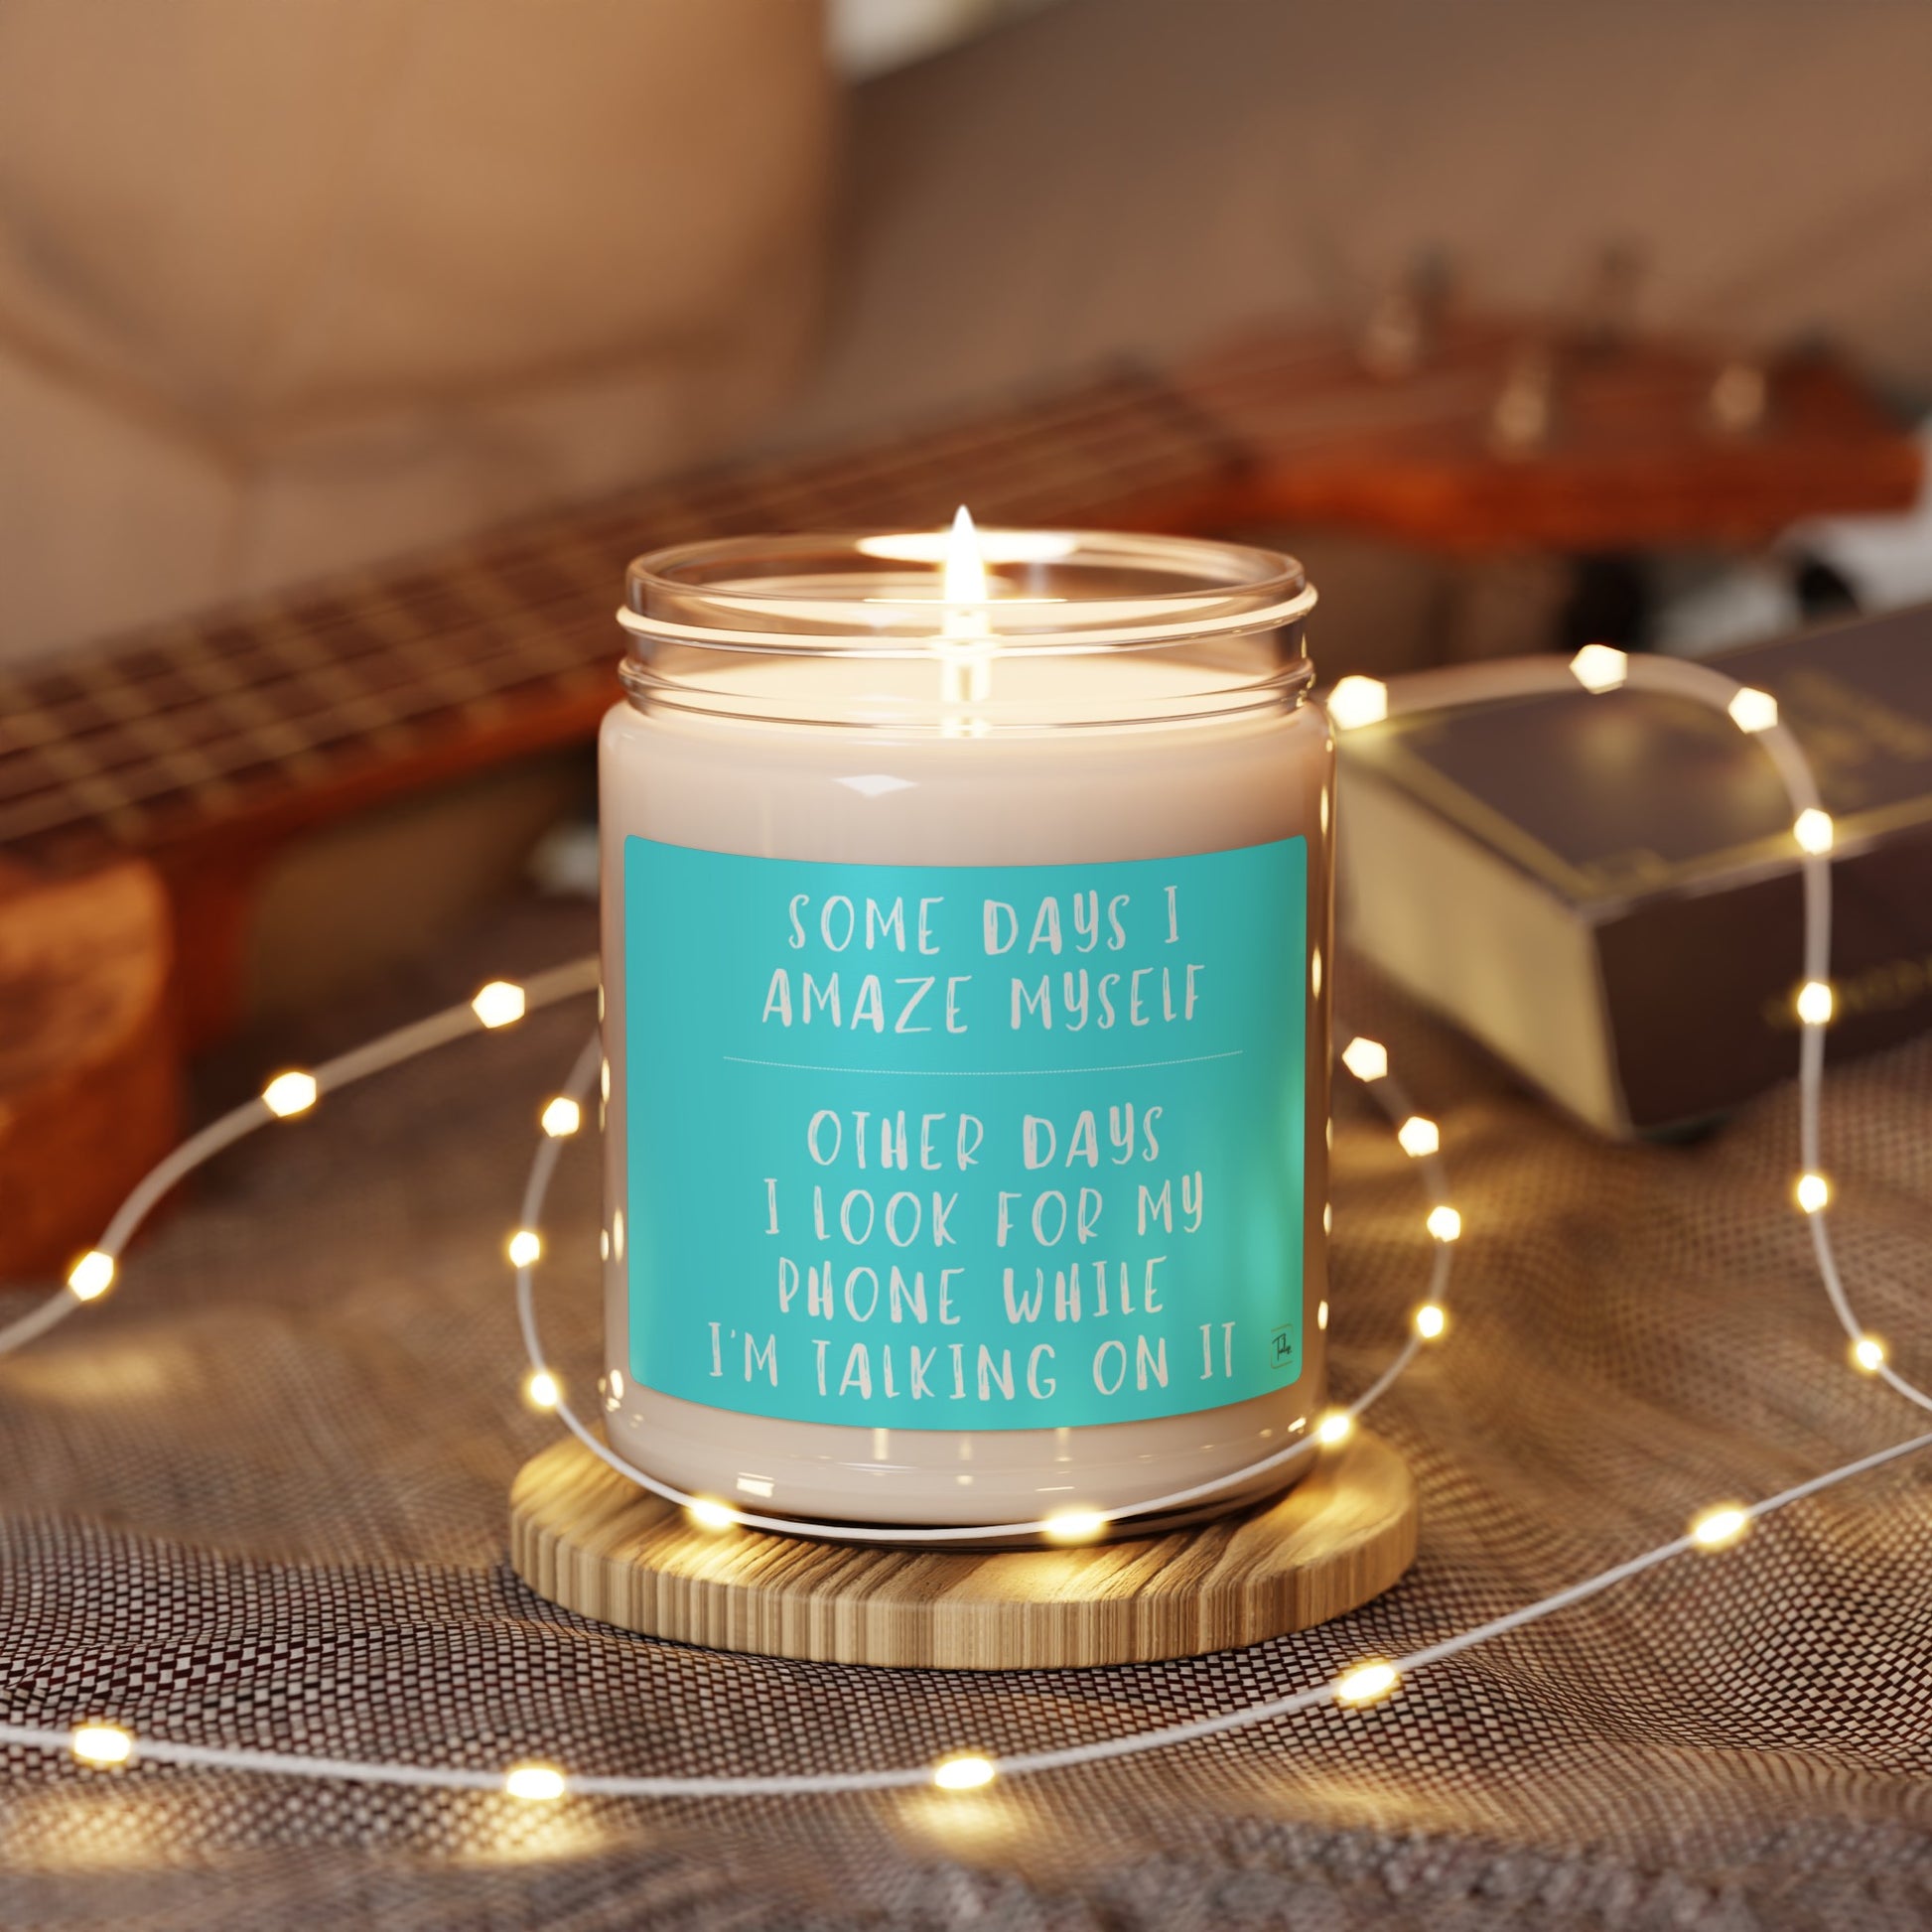 SOME DAYS I
AMAZE MYSELF
OTHER DAYS
I LOOK FOR MY
PHONE WHILE
I'M TALKING ON IT